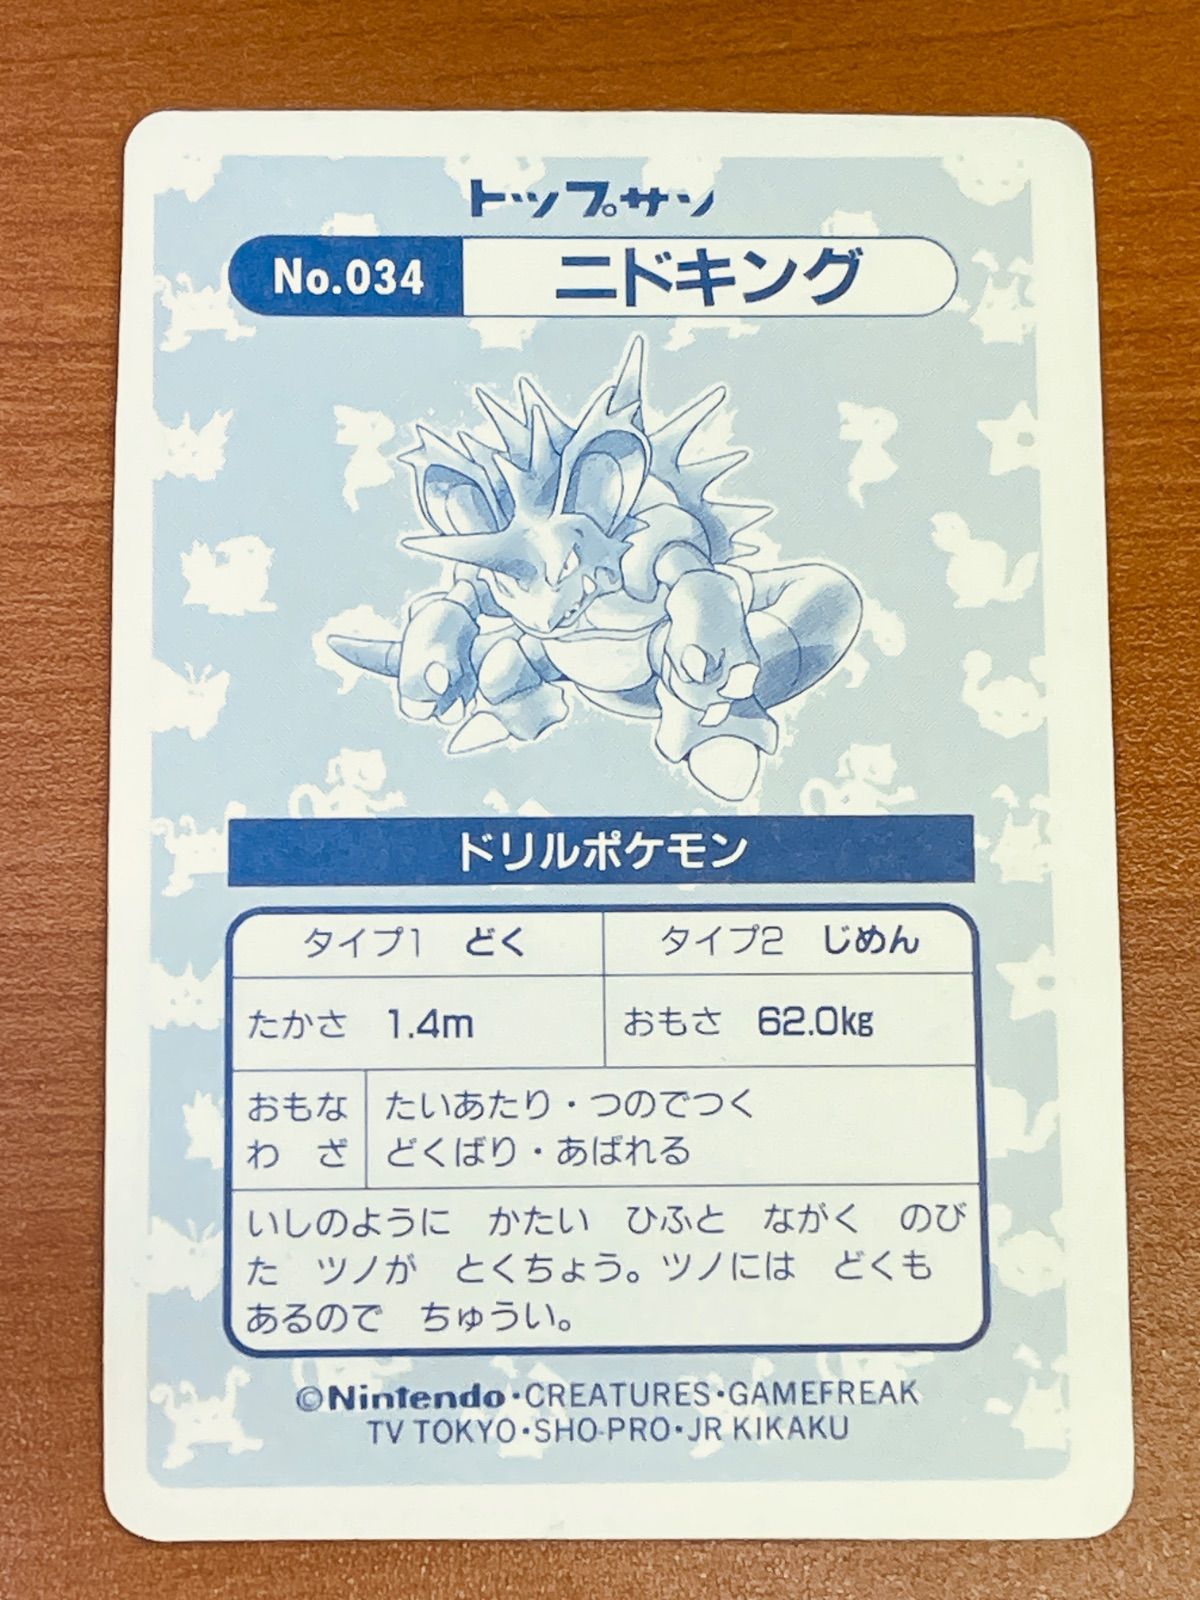 トップサン
No.034 ニドキング
ドリルポケモン
タイプ1 どく タイプ2 じめん
たかさ 1.4m おもさ 62.0kg
おもな たいあたり・つのでつく
わ ざ どくばり・あばれる
いしのように かたい ひふと ながく のび
た ツノが とくちょう。ツノには どくも
あるので ちゅうい。
©Nintendo・CREATURES・GAMEFREAK
TV TOKYO・SHO-PRO・JR KIKAKU